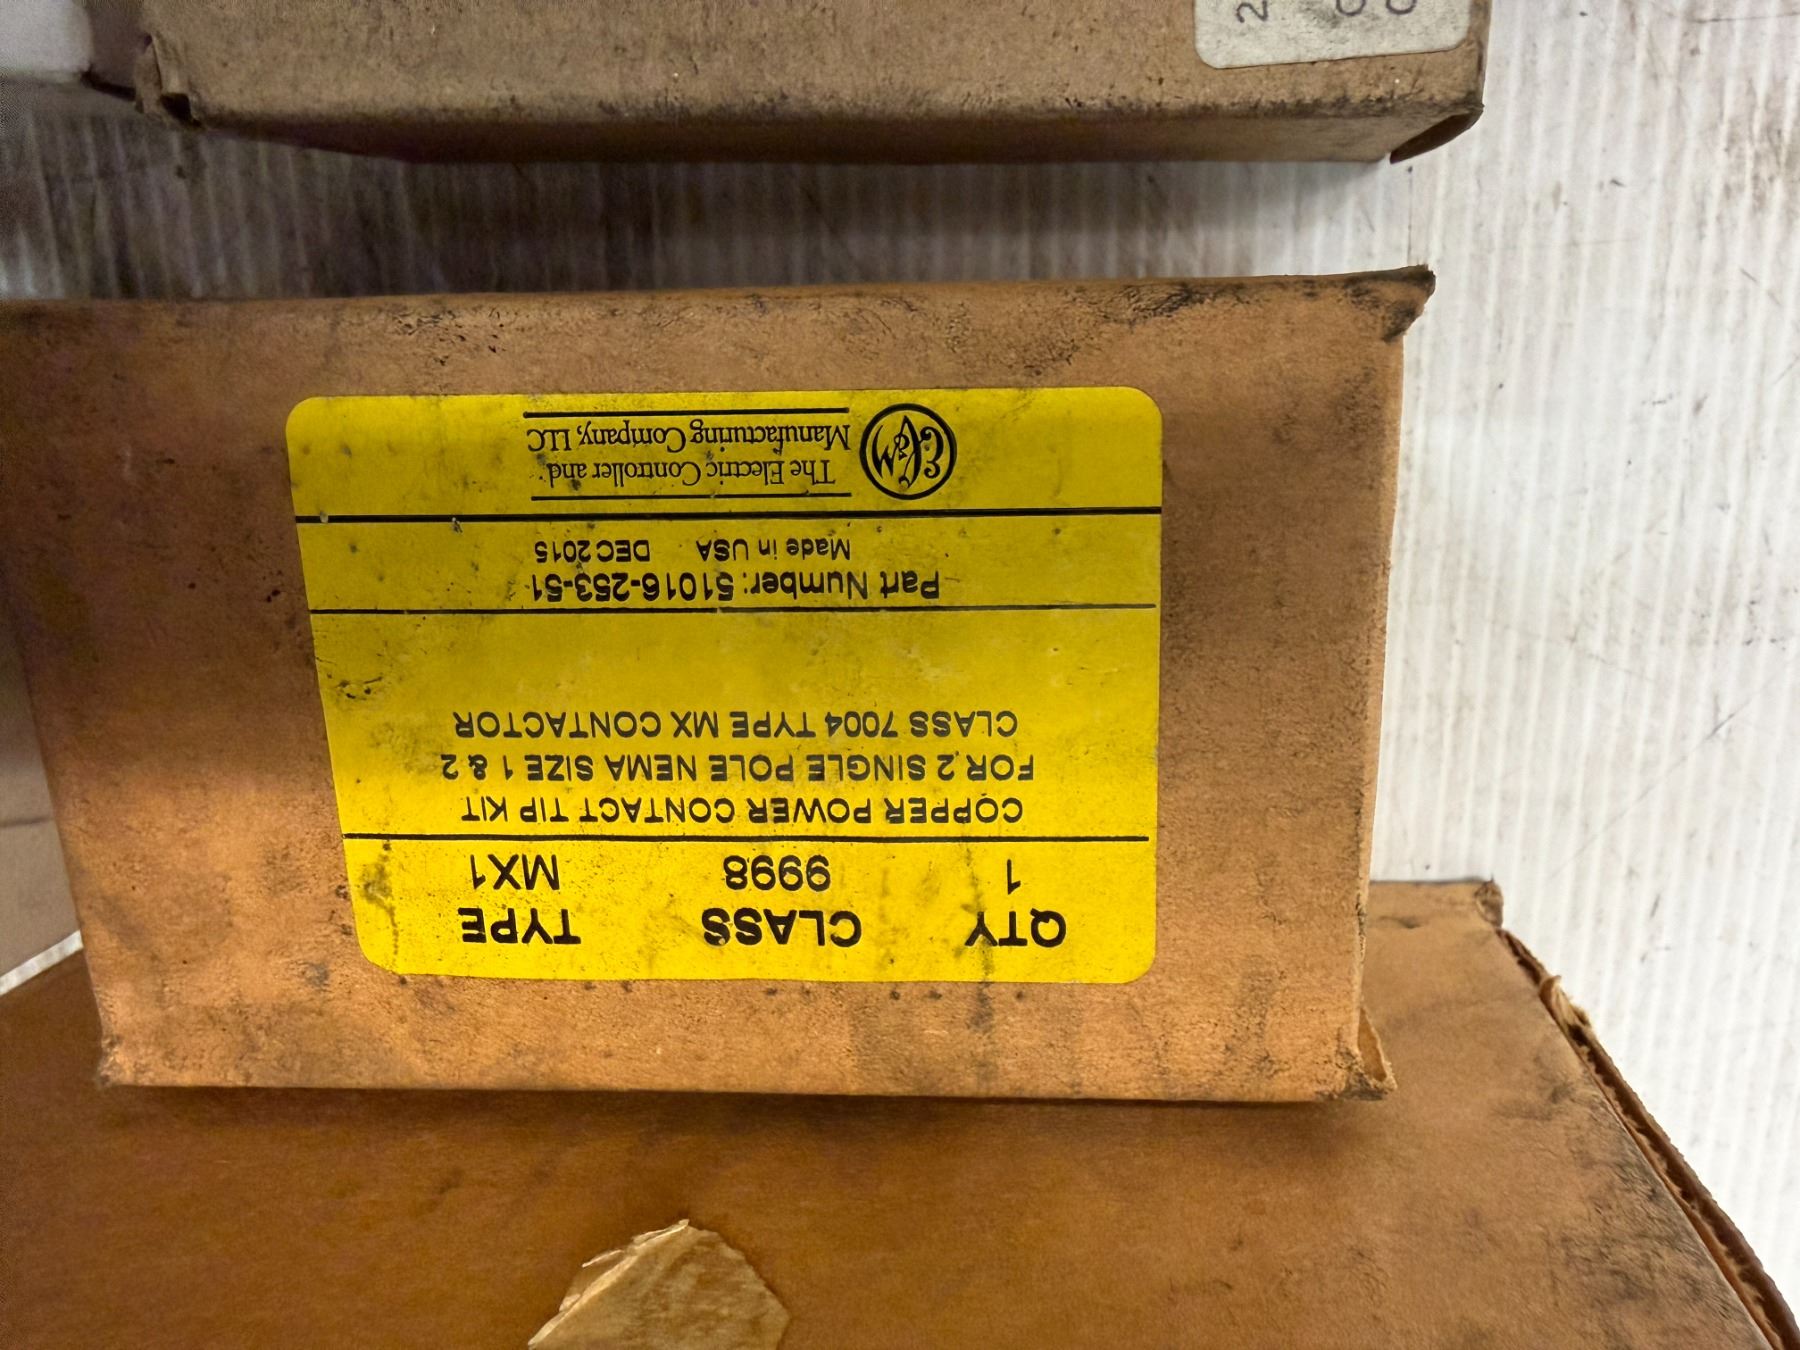 QTY CLASS TYPE
1 9998 MX1
COPPER POWER CONTACT TIP KIT
FOR 2 SINGLE POLE NEMA SIZE 1 & 2
CLASS 7004 TYPE MX CONTACTOR
Part Number: 51016-253-51
Made in USA DEC 2015
EC&M
The Electric Controller and
Manufacturing Company, LLC